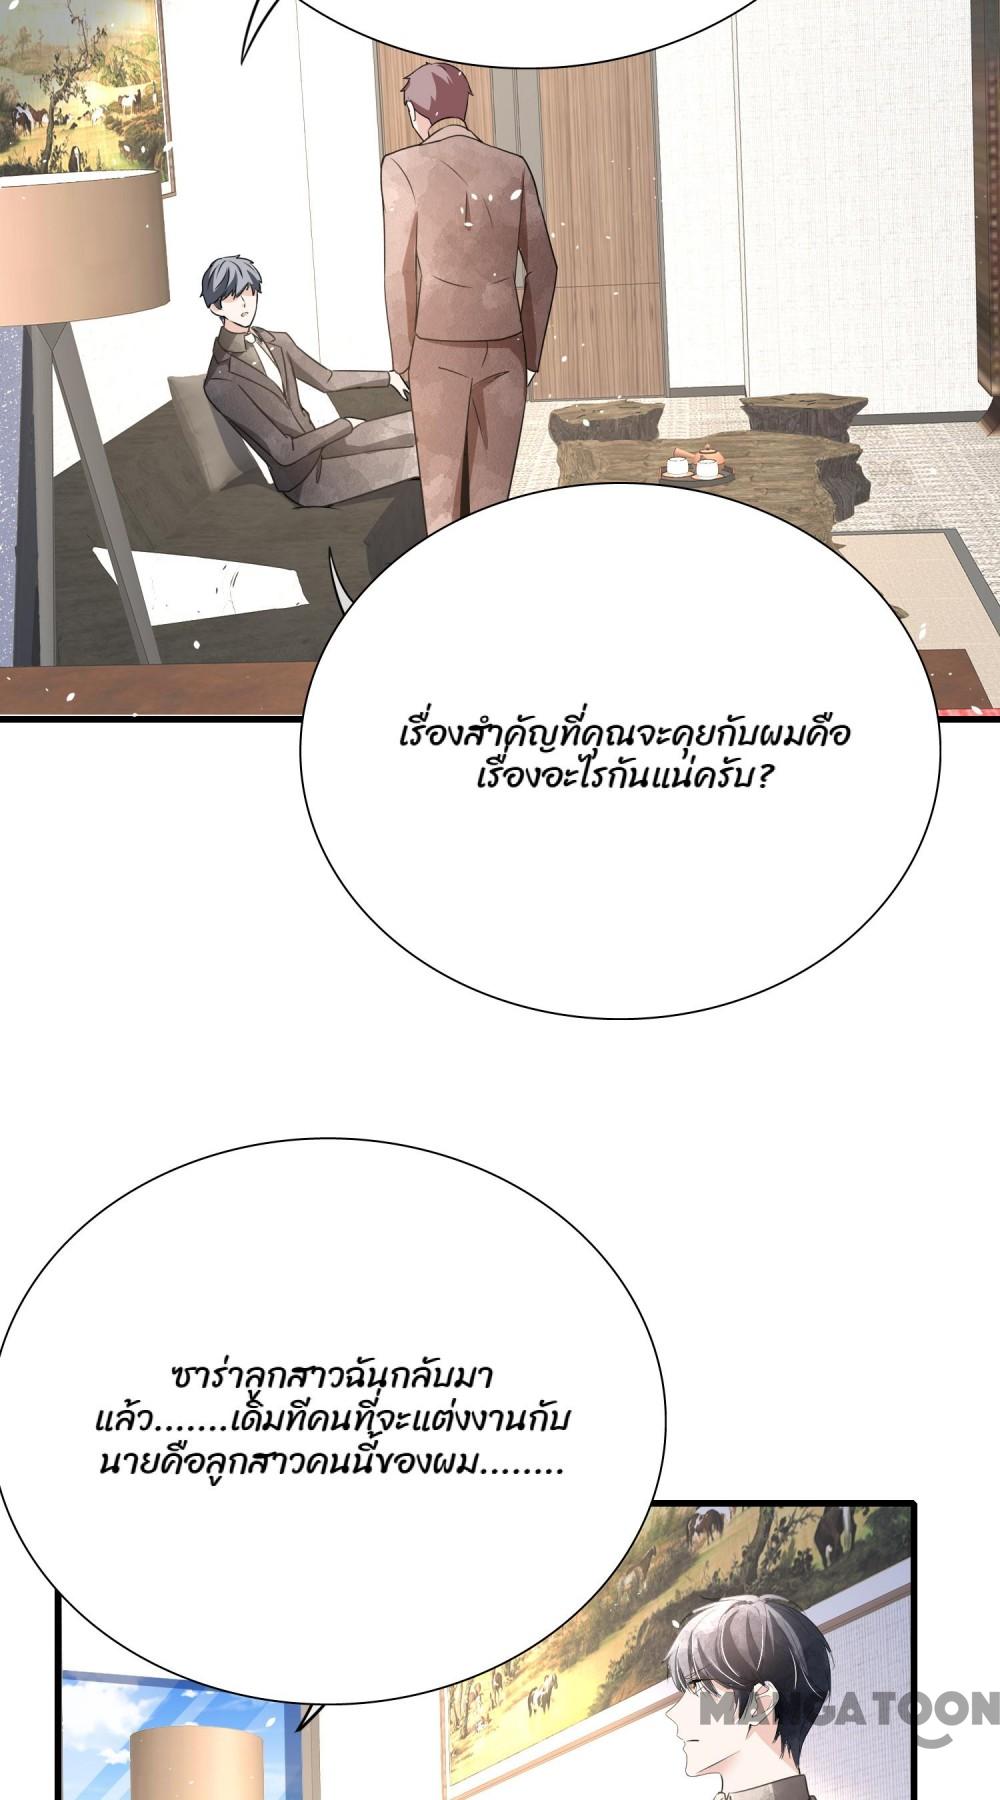 เรื่องสำคัญที่คุณจะคุยกับผมคือ
เรื่องอะไรกันแน่ครับ?
ซาร่าลูกสาวฉันกลับมา
แล้ว.......เดิมทีคนที่จะแต่งงานกับ
นายคือลูกสาวคนนี้ของผม........
MANGATOON